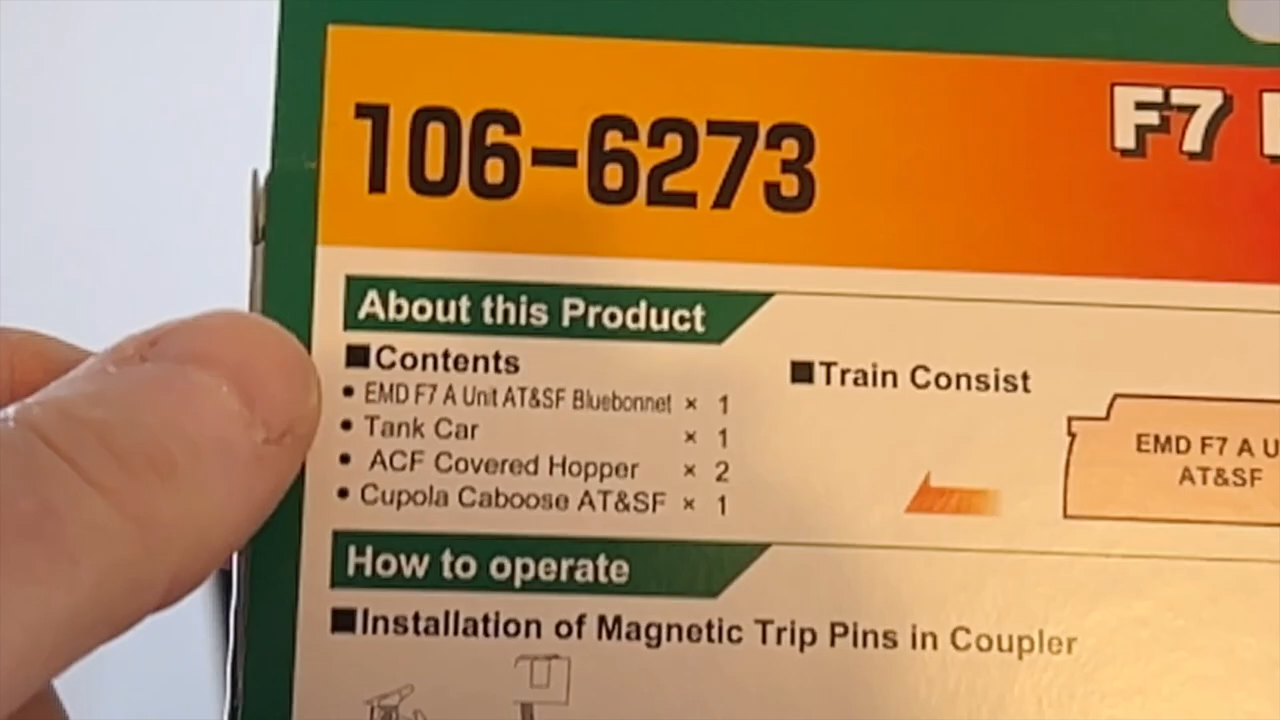 106-6273
F7
About this Product
■Contents
• EMD F7 A Unit AT&SF Bluebonnet × 1
• Tank Car × 1
• ACF Covered Hopper × 2
• Cupola Caboose AT&SF × 1
■Train Consist
EMD F7 A U
AT&SF
How to operate
■Installation of Magnetic Trip Pins in Coupler